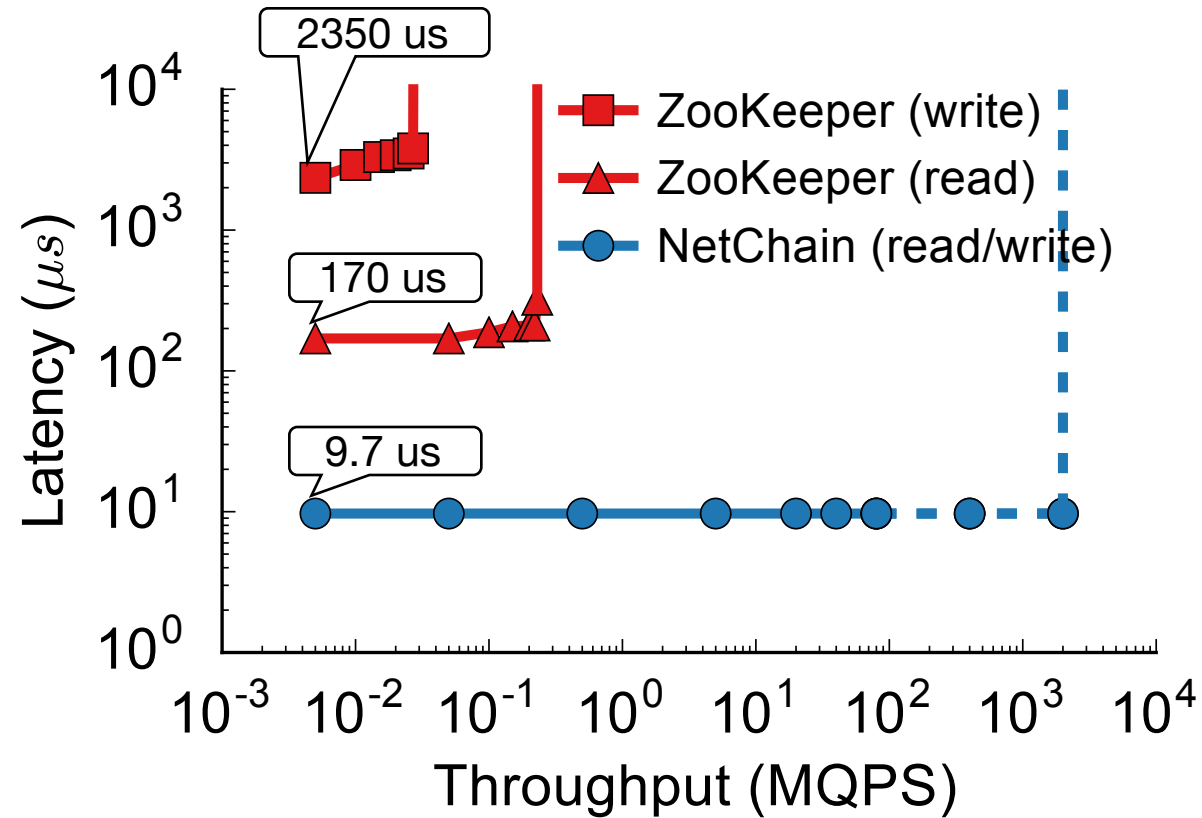 2350 us
10^4
ZooKeeper (write)
ZooKeeper (read)
10^3
NetChain (read/write)
170 us
Latency (μs)
10^2
9.7 us
10^1
10^0
10^-3 10^-2 10^-1 10^0 10^1 10^2 10^3 10^4
Throughput (MQPS)